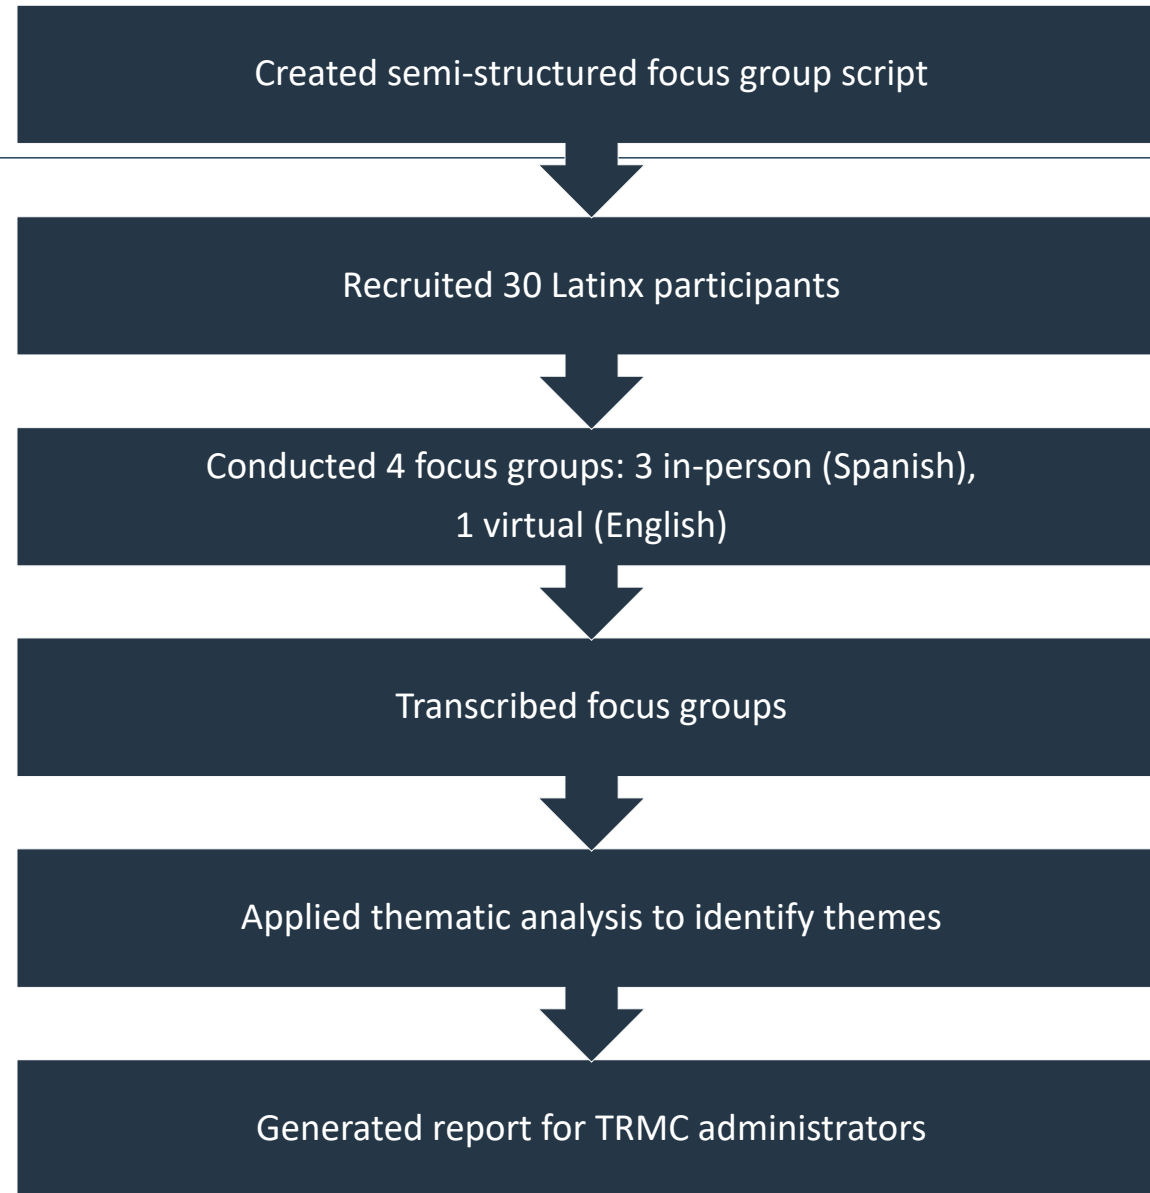 Created semi-structured focus group script
Recruited 30 Latinx participants
Conducted 4 focus groups: 3 in-person (Spanish),
1 virtual (English)
Transcribed focus groups
Applied thematic analysis to identify themes
Generated report for TRMC administrators